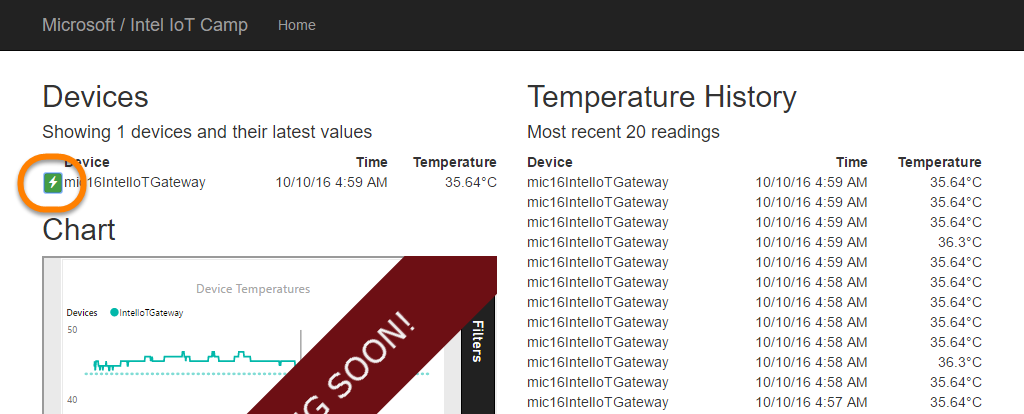 Microsoft / Intel IoT Camp Home
Devices
Showing 1 devices and their latest values
Device Time Temperature
mic16IntelIoTGateway 10/10/16 4:59 AM 35.64°C
Chart
Device Temperatures
Devices IntelIoTGateway
50
40
G SOON!
Filters
Temperature History
Most recent 20 readings
Device Time Temperature
mic16IntelIoTGateway 10/10/16 4:59 AM 35.64°C
mic16IntelIoTGateway 10/10/16 4:59 AM 35.64°C
mic16IntelIoTGateway 10/10/16 4:59 AM 35.64°C
mic16IntelIoTGateway 10/10/16 4:59 AM 36.3°C
mic16IntelIoTGateway 10/10/16 4:59 AM 35.64°C
mic16IntelIoTGateway 10/10/16 4:58 AM 35.64°C
mic16IntelIoTGateway 10/10/16 4:58 AM 35.64°C
mic16IntelIoTGateway 10/10/16 4:58 AM 35.64°C
mic16IntelIoTGateway 10/10/16 4:58 AM 35.64°C
mic16IntelIoTGateway 10/10/16 4:58 AM 36.3°C
mic16IntelIoTGateway 10/10/16 4:58 AM 35.64°C
mic16IntelIoTGateway 10/10/16 4:57 AM 35.64°C